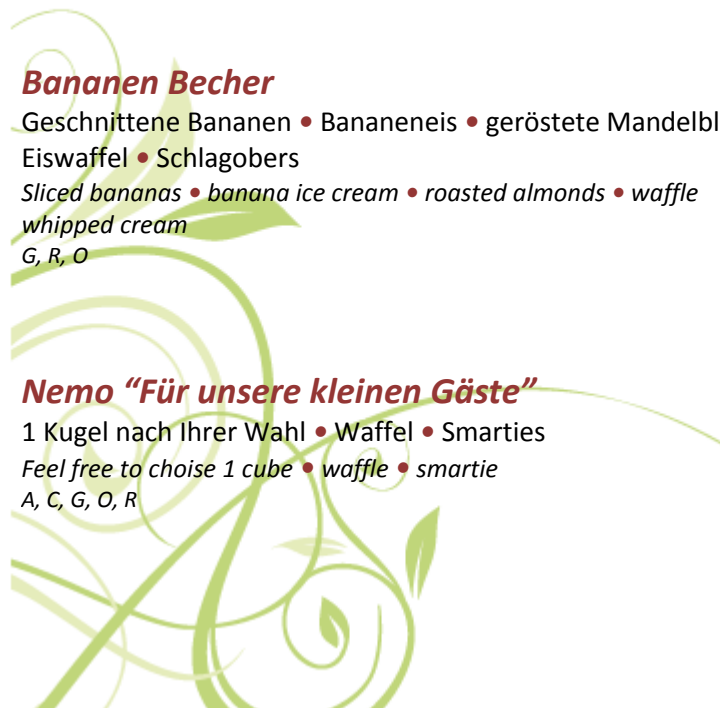 Bananen Becher
Geschnittene Bananen • Bananeneis • geröstete Mandelbl
Eiswaffel • Schlagobers
Sliced bananas • banana ice cream • roasted almonds • waffle
whipped cream
G, R, O
Nemo “Für unsere kleinen Gäste”
1 Kugel nach Ihrer Wahl • Waffel • Smarties
Feel free to choise 1 cube • waffle • smartie
A, C, G, O, R